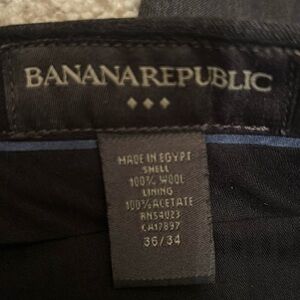 BANANA REPUBLIC
MADE IN EGYPT
SHELL
100% WOOL
LINING
100% ACETATE
RN54023
CA17897
36/34